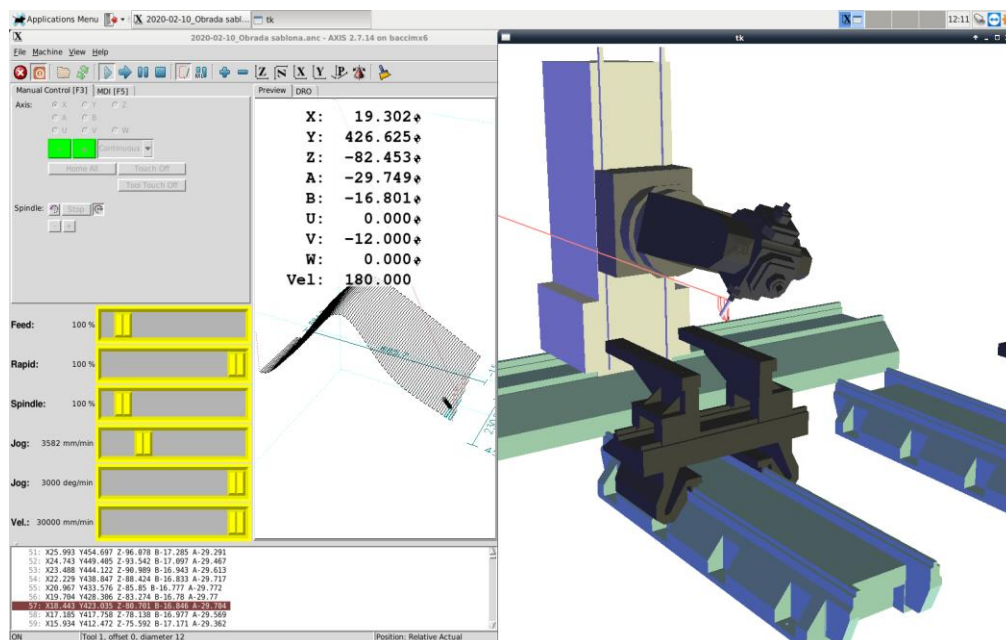 Applications Menu
2020-02-10_Obrada sabl...
tk
12:11
2020-02-10_Obrada sablona.anc - AXIS 2.7.14 on baccimx6
tk
File Machine View Help
Manual Control [F3] MDI [F5]
Preview DRO
Axis: X Y Z
A B
U V W
Continuous
Home All Touch Off
Tool Touch Off
Spindle: Stop
- +
X: 19.302
Y: 426.625
Z: -82.453
A: -29.749
B: -16.801
U: 0.000
V: -12.000
W: 0.000
Vel: 180.000
Feed: 100 %
Rapid: 100 %
Spindle: 100 %
Jog: 3582 mm/min
Jog: 3000 deg/min
Vel.: 30000 mm/min
51: X25.993 Y454.697 Z-96.078 B-17.285 A-29.291
52: X24.743 Y449.405 Z-93.542 B-17.097 A-29.467
53: X23.488 Y444.122 Z-90.989 B-16.943 A-29.613
54: X22.229 Y438.847 Z-88.424 B-16.833 A-29.717
55: X20.967 Y433.576 Z-85.85 B-16.777 A-29.772
56: X19.704 Y428.306 Z-83.274 B-16.78 A-29.77
57: X18.443 Y423.035 Z-80.701 B-16.846 A-29.704
58: X17.185 Y417.758 Z-78.138 B-16.977 A-29.569
59: X15.934 Y412.472 Z-75.592 B-17.171 A-29.362
ON Tool 1, offset 0, diameter 12 Position: Relative Actual